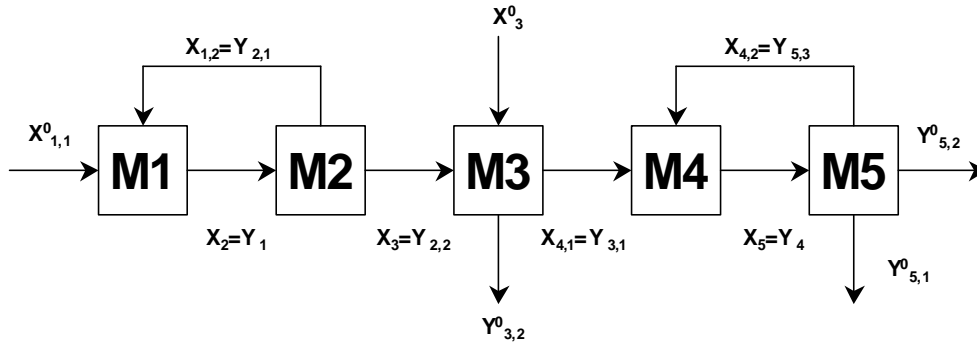 X⁰₃
X₁,₂=Y₂,₁
X₄,₂=Y₅,₃
X⁰₁,₁
Y⁰₅,₂
M1
M2
M3
M4
M5
X₂=Y₁
X₃=Y₂,₂
X₄,₁=Y₃,₁
X₅=Y₄
Y⁰₅,₁
Y⁰₃,₂